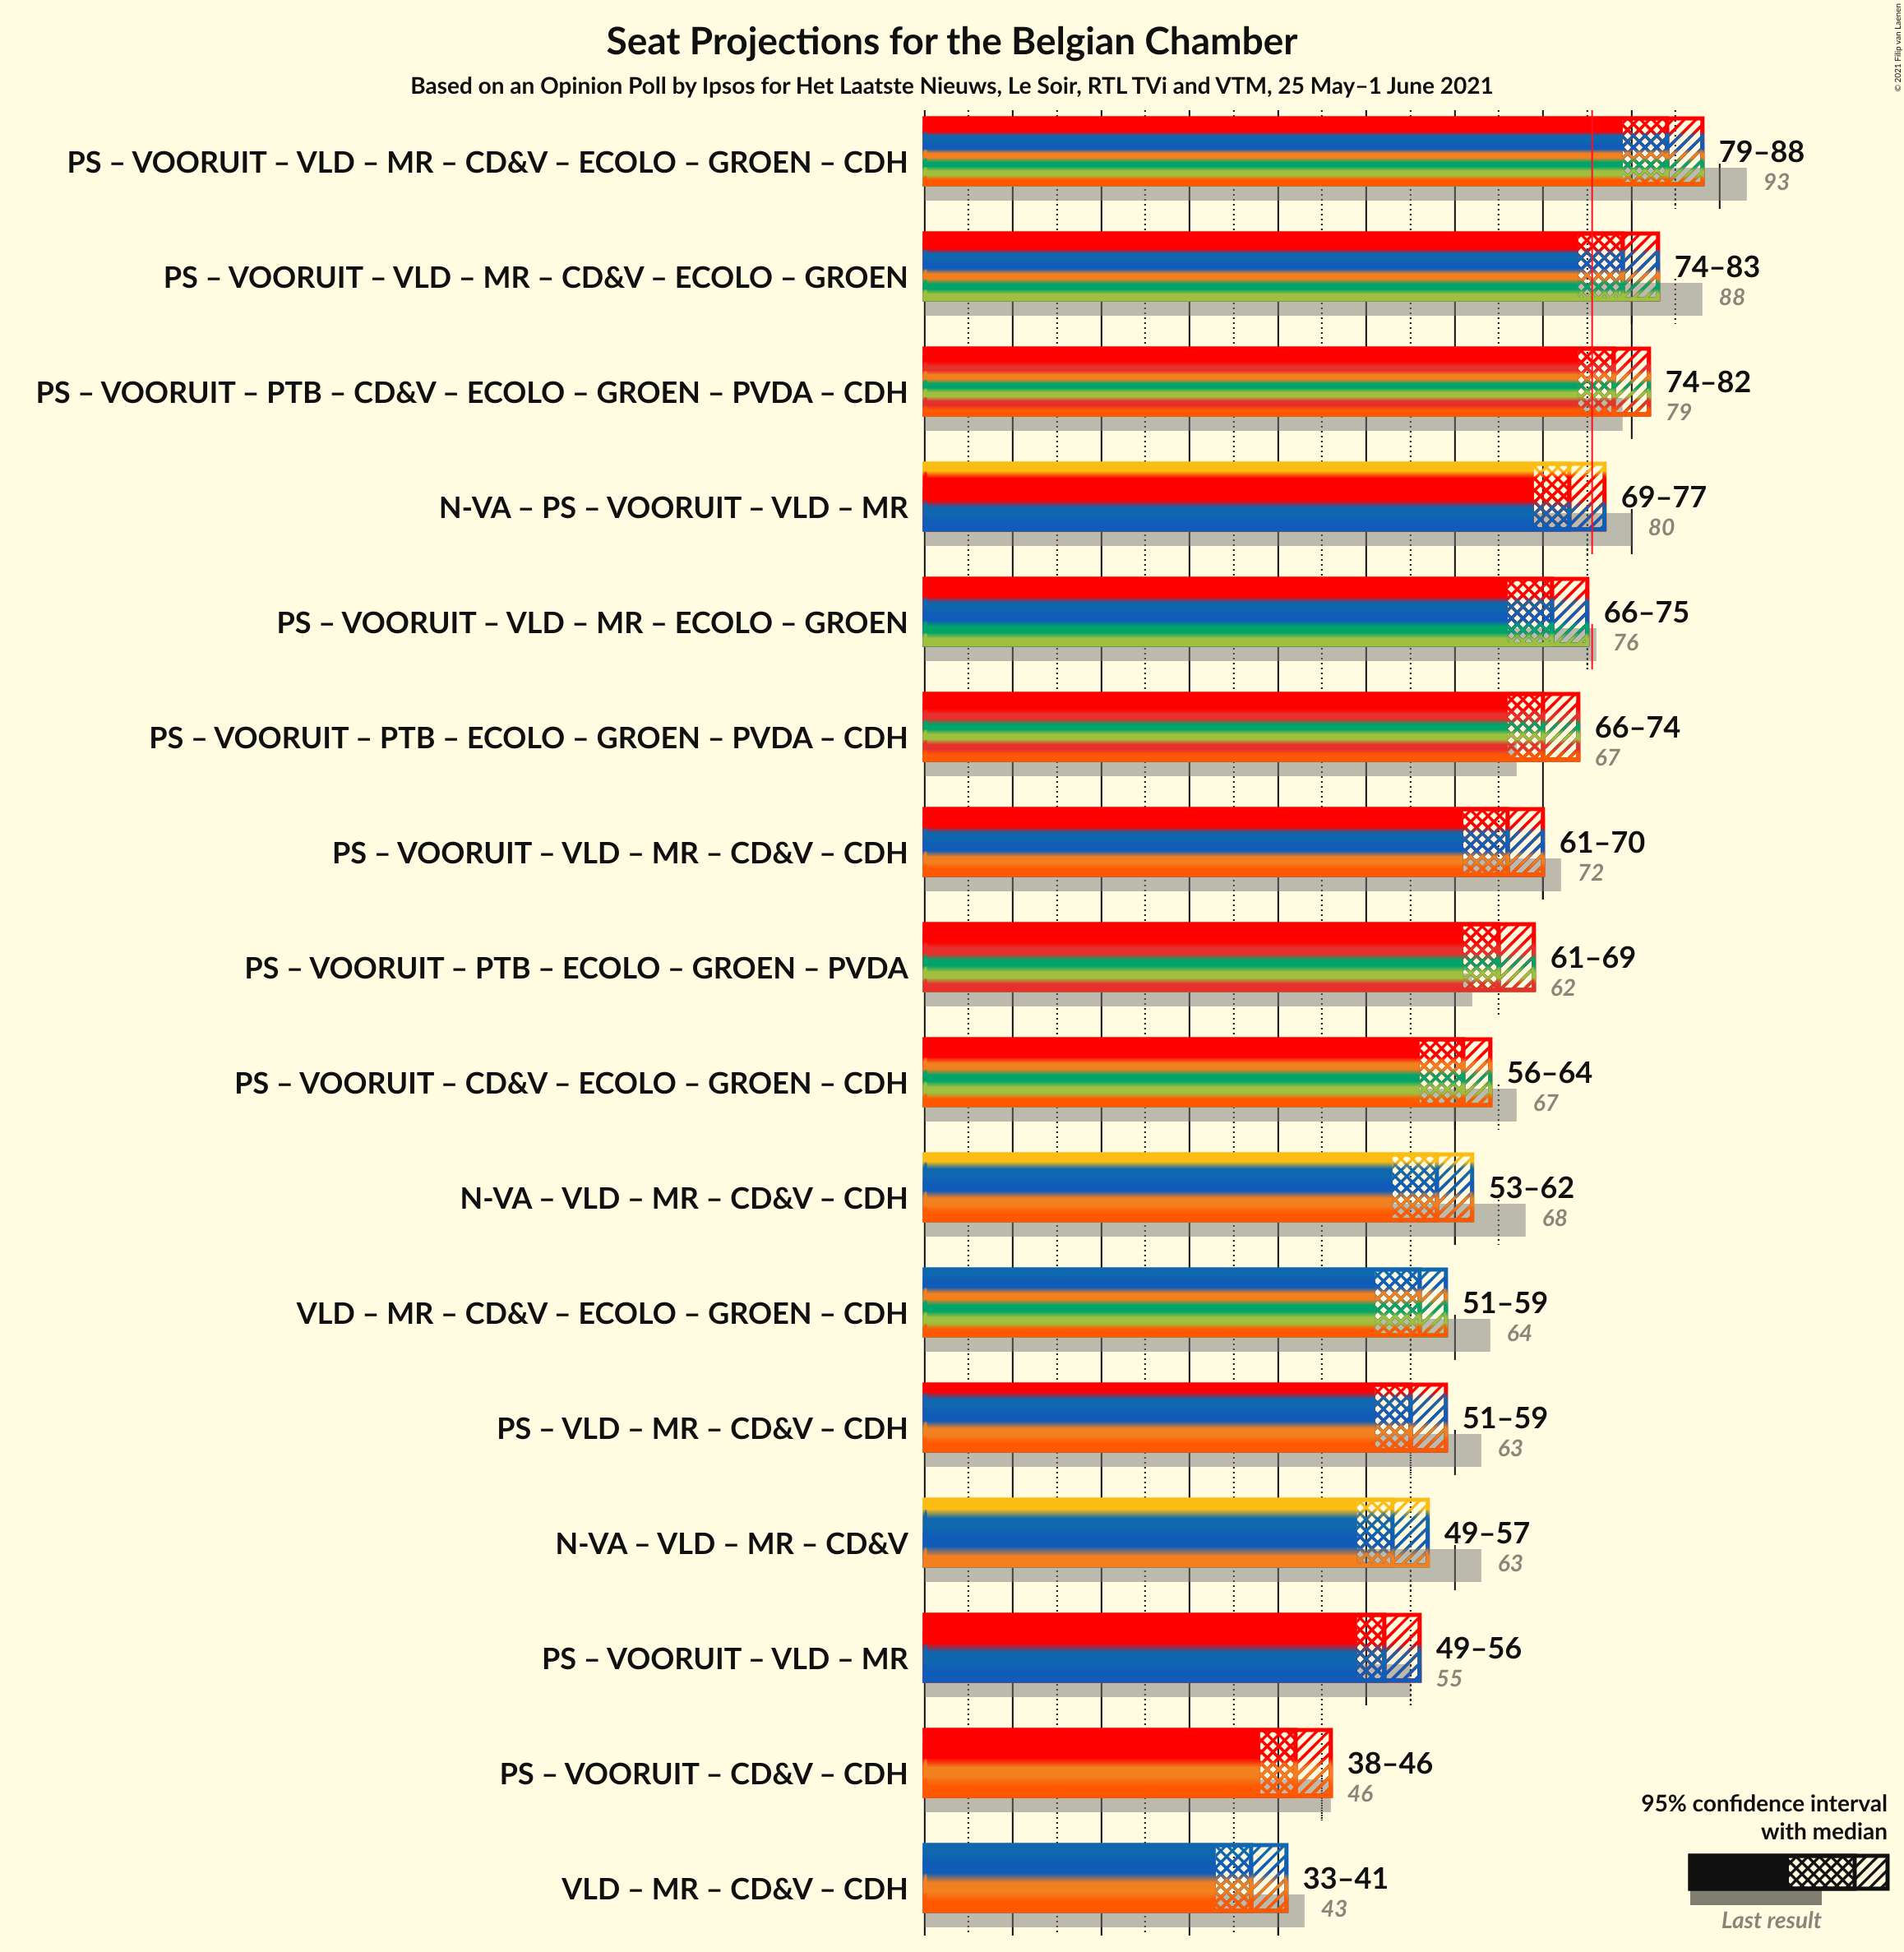 Seat Projections for the Belgian Chamber
Based on an Opinion Poll by Ipsos for Het Laatste Nieuws, Le Soir, RTL TVi and VTM, 25 May–1 June 2021
© 2021 Filip van Laenen
PS – VOORUIT – VLD – MR – CD&V – ECOLO – GROEN – CDH
79–88
93
PS – VOORUIT – VLD – MR – CD&V – ECOLO – GROEN
74–83
88
PS – VOORUIT – PTB – CD&V – ECOLO – GROEN – PVDA – CDH
74–82
79
N-VA – PS – VOORUIT – VLD – MR
69–77
80
PS – VOORUIT – VLD – MR – ECOLO – GROEN
66–75
76
PS – VOORUIT – PTB – ECOLO – GROEN – PVDA – CDH
66–74
67
PS – VOORUIT – VLD – MR – CD&V – CDH
61–70
72
PS – VOORUIT – PTB – ECOLO – GROEN – PVDA
61–69
62
PS – VOORUIT – CD&V – ECOLO – GROEN – CDH
56–64
67
N-VA – VLD – MR – CD&V – CDH
53–62
68
VLD – MR – CD&V – ECOLO – GROEN – CDH
51–59
64
PS – VLD – MR – CD&V – CDH
51–59
63
N-VA – VLD – MR – CD&V
49–57
63
PS – VOORUIT – VLD – MR
49–56
55
PS – VOORUIT – CD&V – CDH
38–46
46
VLD – MR – CD&V – CDH
33–41
43
95% confidence interval
with median
Last result